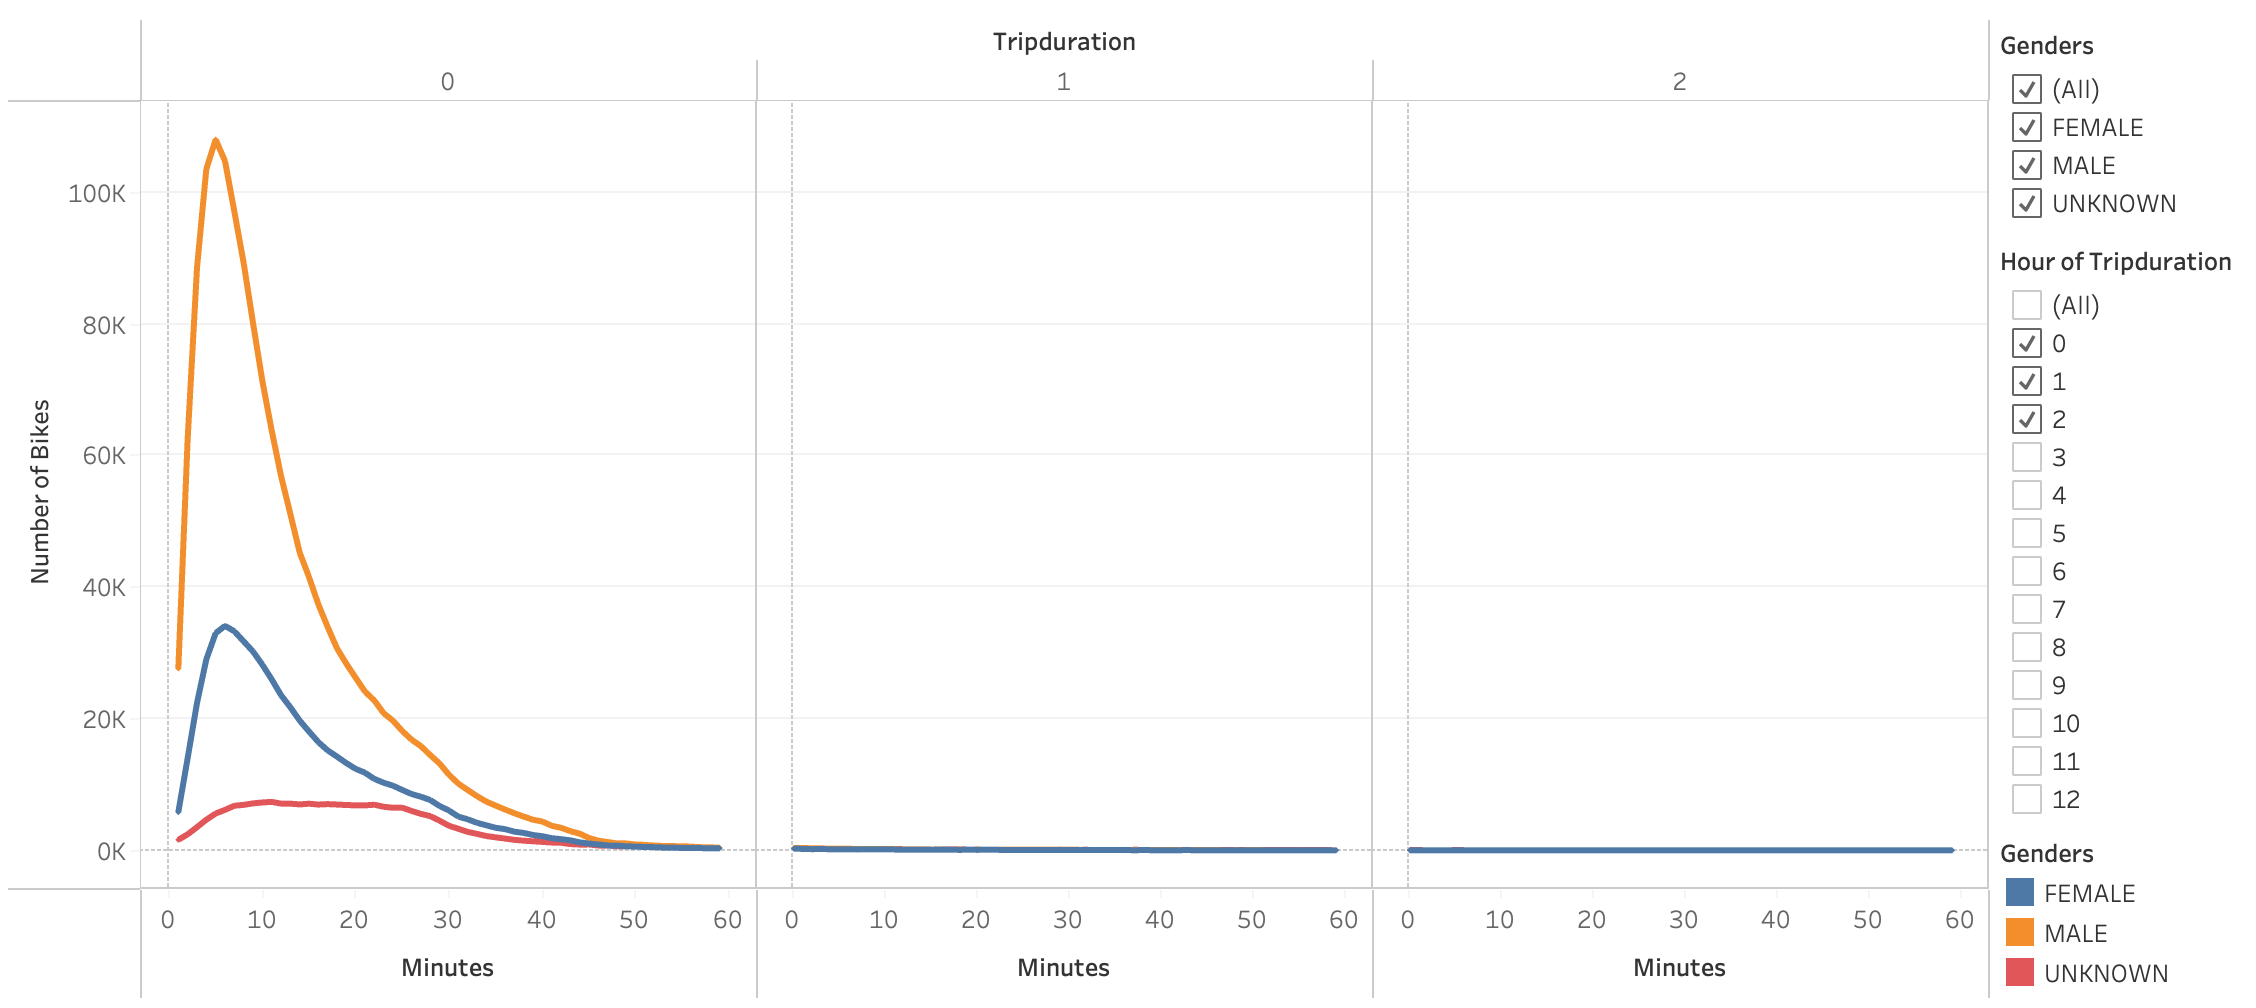 Tripduration
0 1 2
Number of Bikes
100K
80K
60K
40K
20K
0K
0 10 20 30 40 50 60 0 10 20 30 40 50 60 0 10 20 30 40 50 60
Minutes Minutes Minutes
Genders
(All)
FEMALE
MALE
UNKNOWN
Hour of Tripduration
(All)
0
1
2
3
4
5
6
7
8
9
10
11
12
Genders
FEMALE
MALE
UNKNOWN